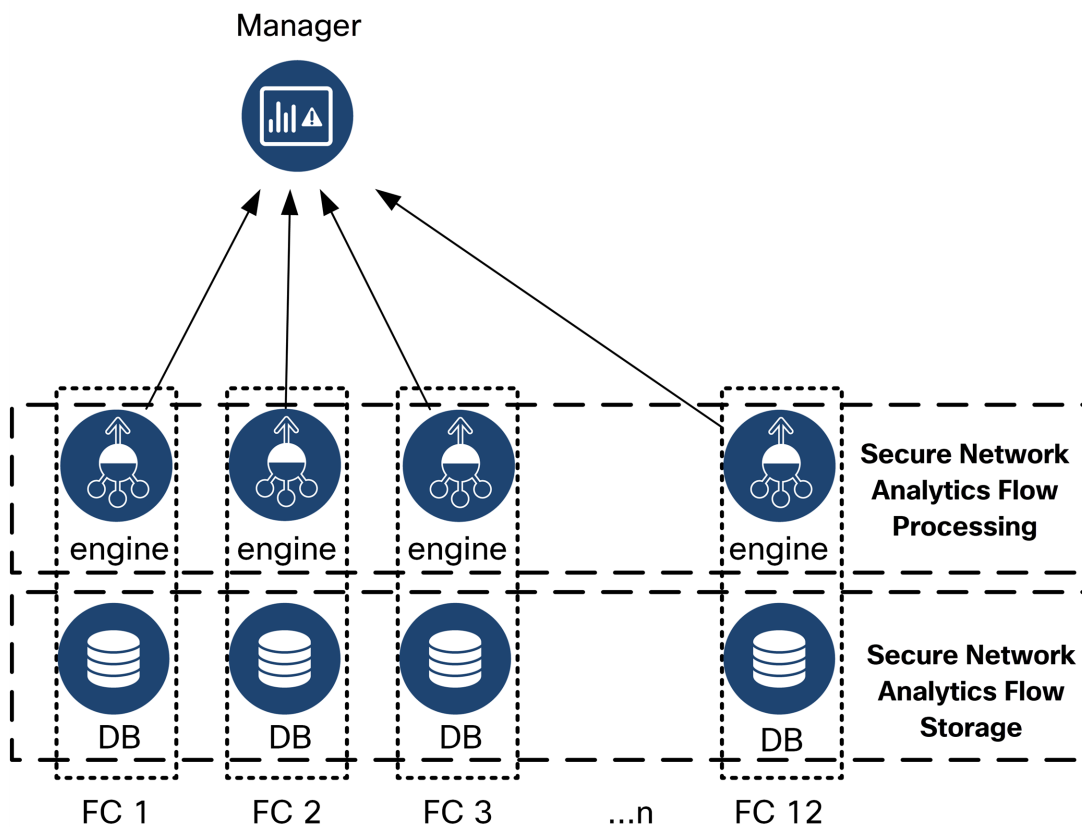 Manager
engine
engine
engine
engine
Secure Network
Analytics Flow
Processing
DB
DB
DB
DB
Secure Network
Analytics Flow
Storage
FC 1
FC 2
FC 3
...n
FC 12